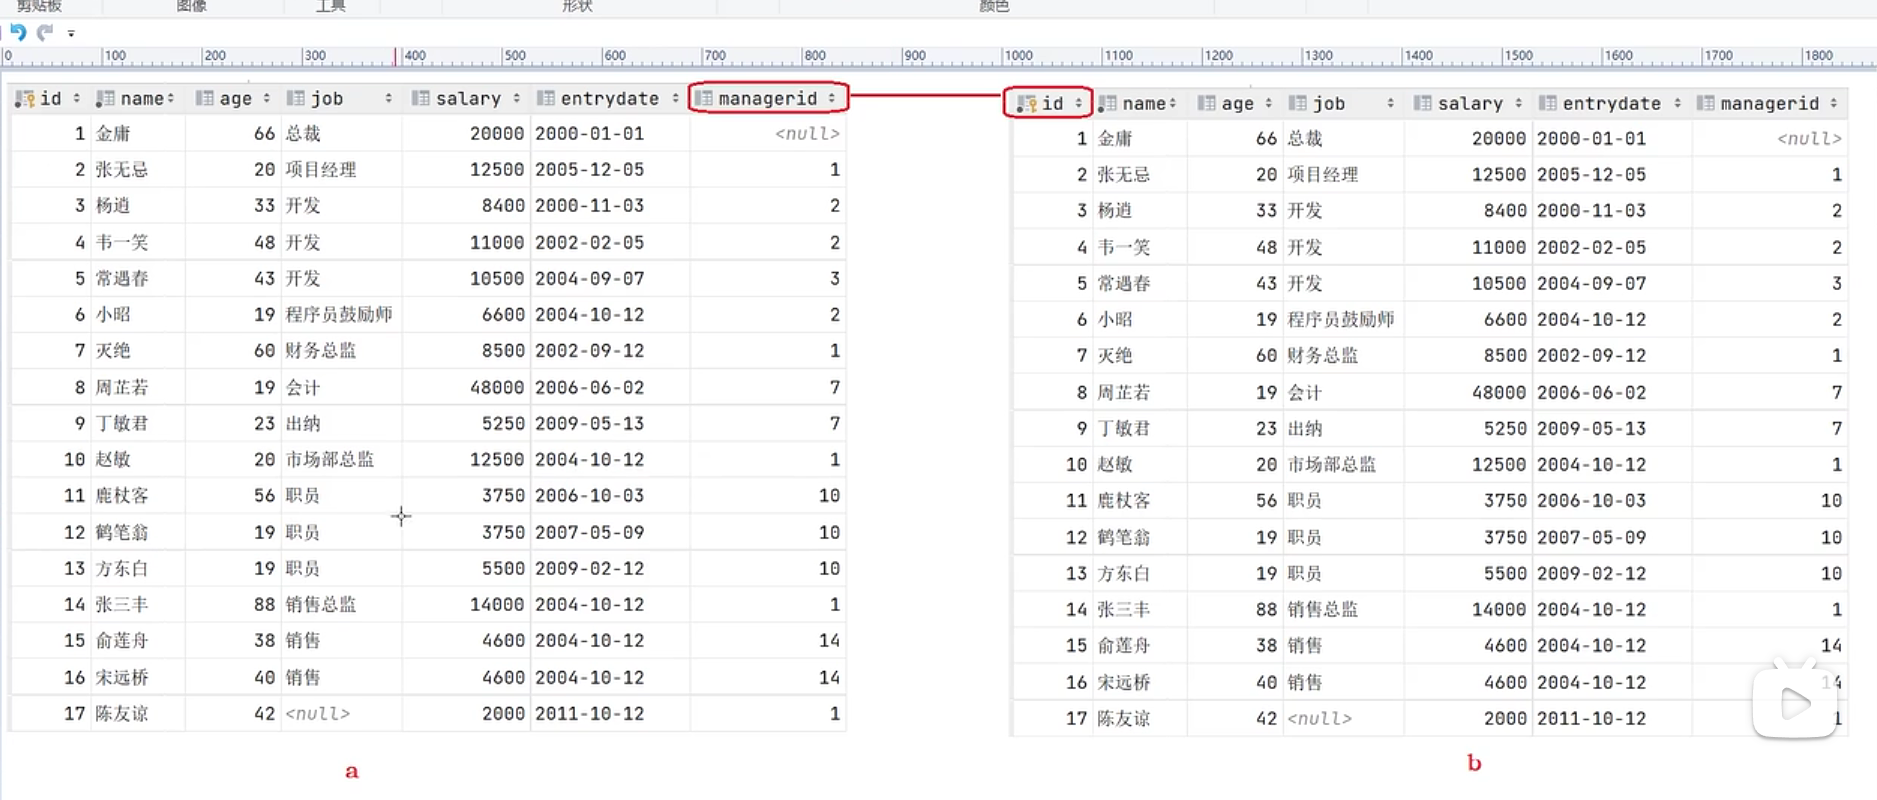 剪贴板 图像 工具 形状 颜色
0 100 200 300 400 500 600 700 800 900 1000 1100 1200 1300 1400 1500 1600 1700 1800
id name age job salary entrydate managerid
1 金庸 66 总裁 20000 2000-01-01 <null>
2 张无忌 20 项目经理 12500 2005-12-05 1
3 杨逍 33 开发 8400 2000-11-03 2
4 韦一笑 48 开发 11000 2002-02-05 2
5 常遇春 43 开发 10500 2004-09-07 3
6 小昭 19 程序员鼓励师 6600 2004-10-12 2
7 灭绝 60 财务总监 8500 2002-09-12 1
8 周芷若 19 会计 48000 2006-06-02 7
9 丁敏君 23 出纳 5250 2009-05-13 7
10 赵敏 20 市场部总监 12500 2004-10-12 1
11 鹿杖客 56 职员 3750 2006-10-03 10
12 鹤笔翁 19 职员 3750 2007-05-09 10
13 方东白 19 职员 5500 2009-02-12 10
14 张三丰 88 销售总监 14000 2004-10-12 1
15 俞莲舟 38 销售 4600 2004-10-12 14
16 宋远桥 40 销售 4600 2004-10-12 14
17 陈友谅 42 <null> 2000 2011-10-12 1
a
id name age job salary entrydate managerid
1 金庸 66 总裁 20000 2000-01-01 <null>
2 张无忌 20 项目经理 12500 2005-12-05 1
3 杨逍 33 开发 8400 2000-11-03 2
4 韦一笑 48 开发 11000 2002-02-05 2
5 常遇春 43 开发 10500 2004-09-07 3
6 小昭 19 程序员鼓励师 6600 2004-10-12 2
7 灭绝 60 财务总监 8500 2002-09-12 1
8 周芷若 19 会计 48000 2006-06-02 7
9 丁敏君 23 出纳 5250 2009-05-13 7
10 赵敏 20 市场部总监 12500 2004-10-12 1
11 鹿杖客 56 职员 3750 2006-10-03 10
12 鹤笔翁 19 职员 3750 2007-05-09 10
13 方东白 19 职员 5500 2009-02-12 10
14 张三丰 88 销售总监 14000 2004-10-12 1
15 俞莲舟 38 销售 4600 2004-10-12 14
16 宋远桥 40 销售 4600 2004-10-12 14
17 陈友谅 42 <null> 2000 2011-10-12 1
b